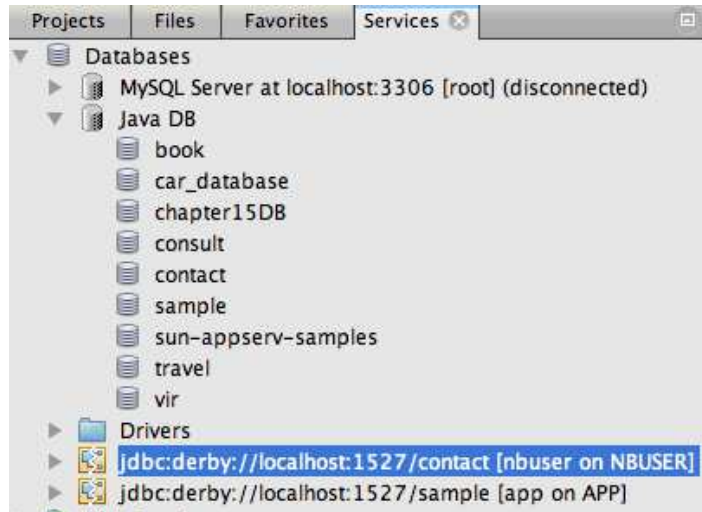 Projects Files Favorites Services
Databases
MySQL Server at localhost:3306 [root] (disconnected)
Java DB
book
car_database
chapter15DB
consult
contact
sample
sun-appserv-samples
travel
vir
Drivers
jdbc:derby://localhost:1527/contact [nbuser on NBUSER]
jdbc:derby://localhost:1527/sample [app on APP]